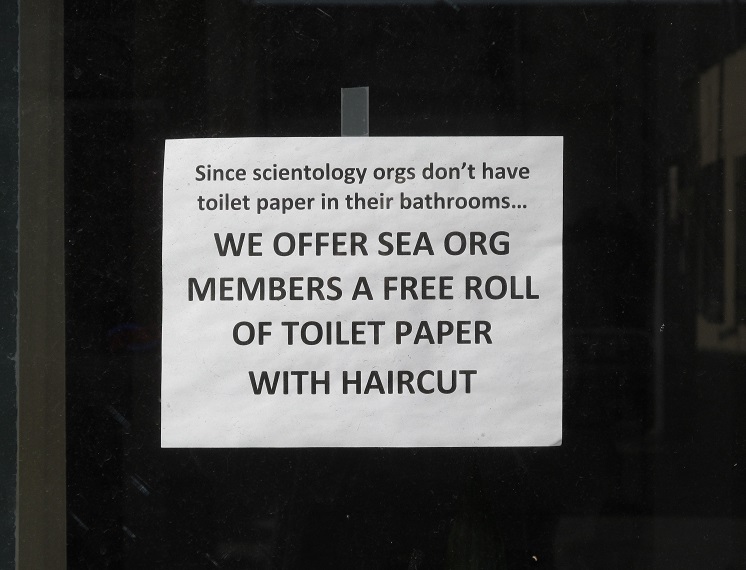 Since scientology orgs don’t have
toilet paper in their bathrooms…
WE OFFER SEA ORG
MEMBERS A FREE ROLL
OF TOILET PAPER
WITH HAIRCUT